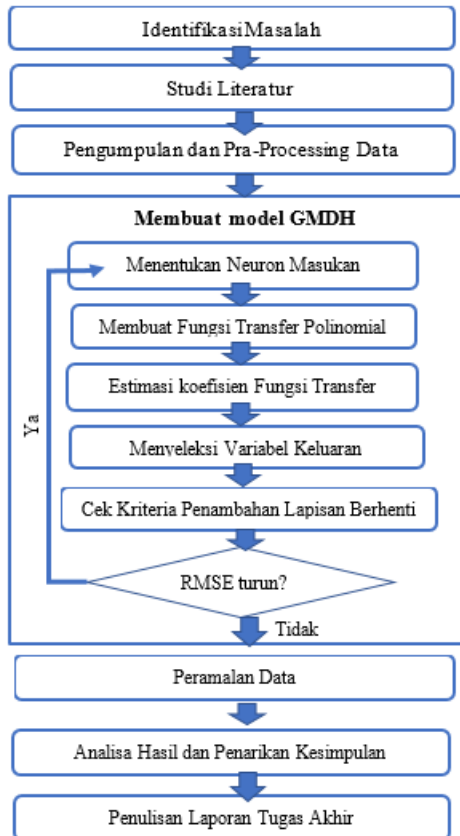 Identifikasi Masalah
Studi Literatur
Pengumpulan dan Pra-Processing Data
Membuat model GMDH
Menentukan Neuron Masukan
Membuat Fungsi Transfer Polinomial
Estimasi koefisien Fungsi Transfer
Menyeleksi Variabel Keluaran
Cek Kriteria Penambahan Lapisan Berhenti
Ya
RMSE turun?
Tidak
Peramalan Data
Analisa Hasil dan Penarikan Kesimpulan
Penulisan Laporan Tugas Akhir